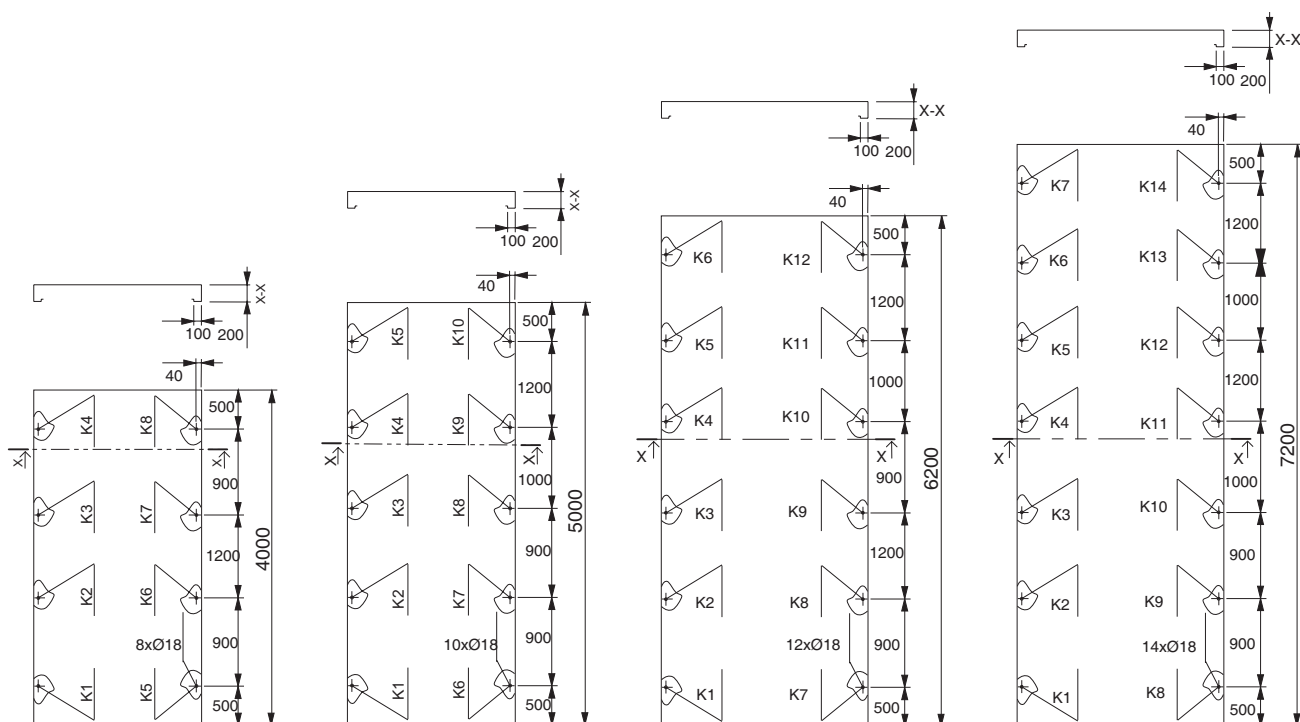 X-X
100 200
40
500
900
1200
900
500
4000
K4 K8
X X
K3 K7
K2 K6
8xØ18
K1 K5
X-X
100 200
40
500
1200
1000
900
900
500
5000
K5 K10
K4 K9
X X
K3 K8
K2 K7
10xØ18
K1 K6
X-X
100 200
40
500
1200
1000
900
1200
900
500
6200
K6 K12
K5 K11
K4 K10
X X
K3 K9
K2 K8
12xØ18
K1 K7
X-X
100 200
40
500
1200
1000
1200
1000
900
900
500
7200
K7 K14
K6 K13
K5 K12
K4 K11
X X
K3 K10
K2 K9
14xØ18
K1 K8